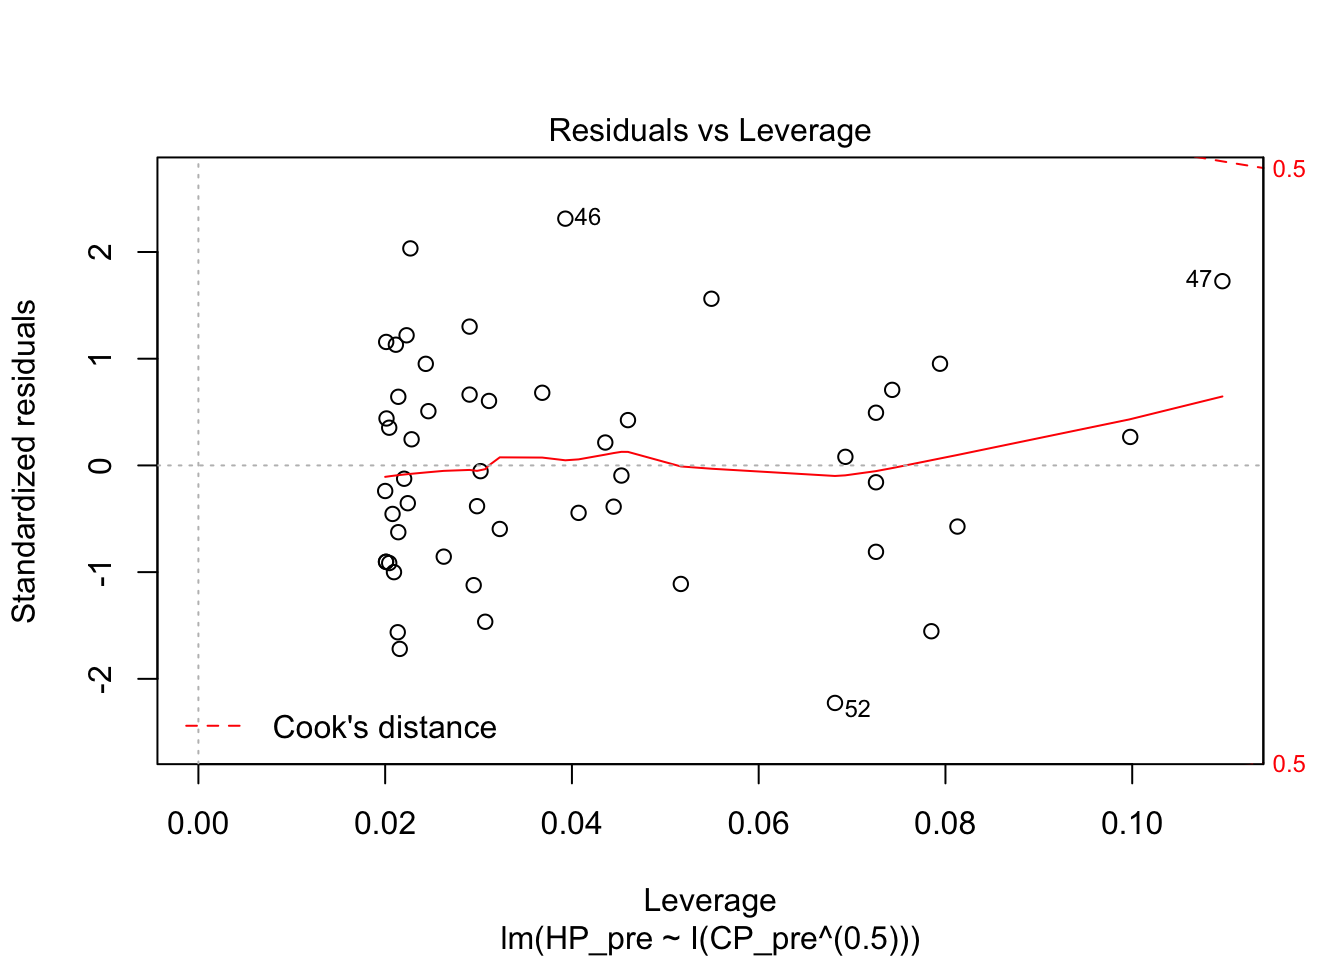 Residuals vs Leverage
Standardized residuals
2
1
0
-1
-2
46
47
52
0.5
0.5
Cook's distance
0.00 0.02 0.04 0.06 0.08 0.10
Leverage
lm(HP_pre ~ I(CP_pre^(0.5)))